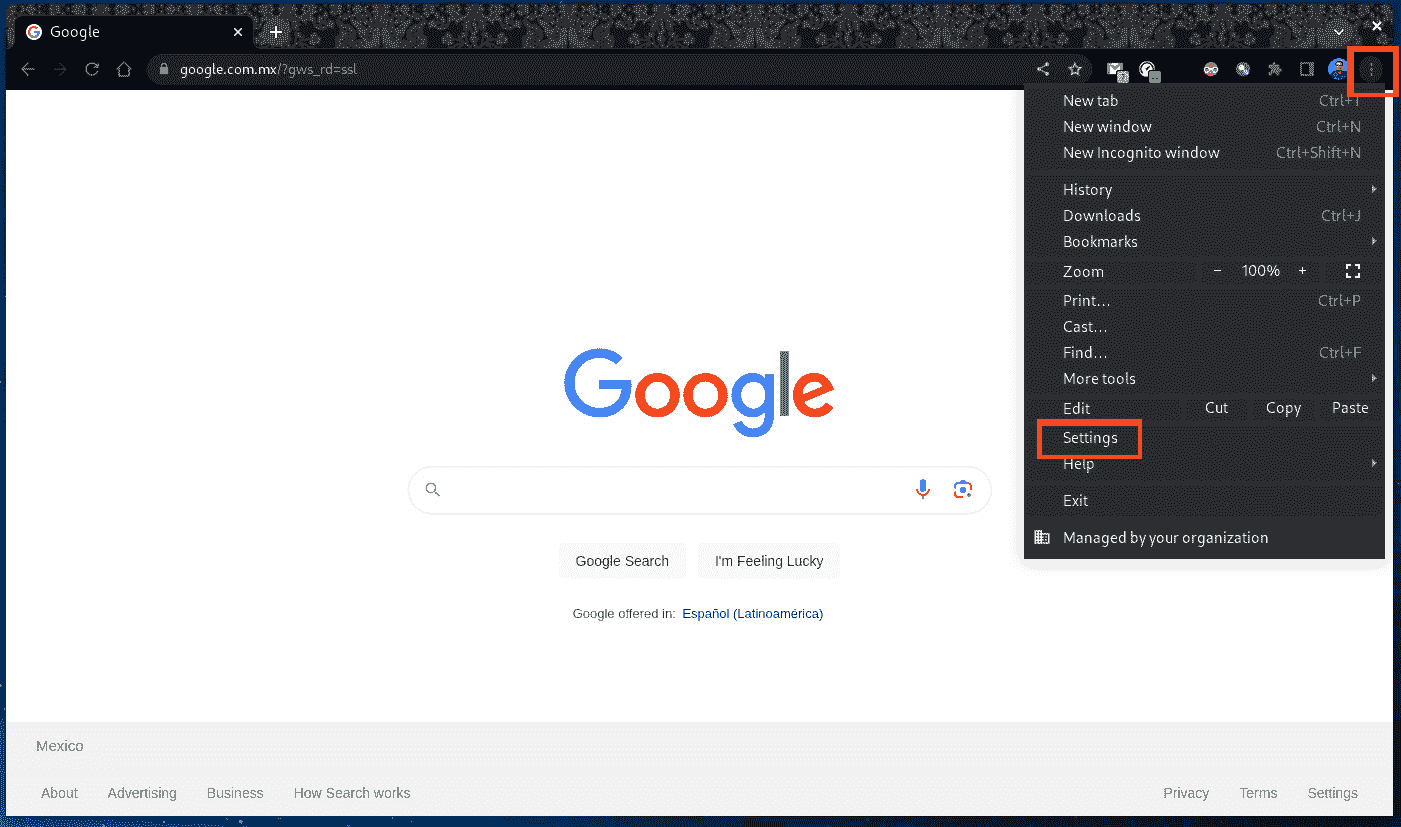 Google
google.com.mx/?gws_rd=ssl
New tab Ctrl+T
New window Ctrl+N
New Incognito window Ctrl+Shift+N
History
Downloads Ctrl+J
Bookmarks
Zoom − 100% +
Print... Ctrl+P
Cast...
Find... Ctrl+F
More tools
Edit Cut Copy Paste
Settings
Help
Exit
Managed by your organization
Google
Google Search I'm Feeling Lucky
Google offered in: Español (Latinoamérica)
Mexico
About Advertising Business How Search works Privacy Terms Settings